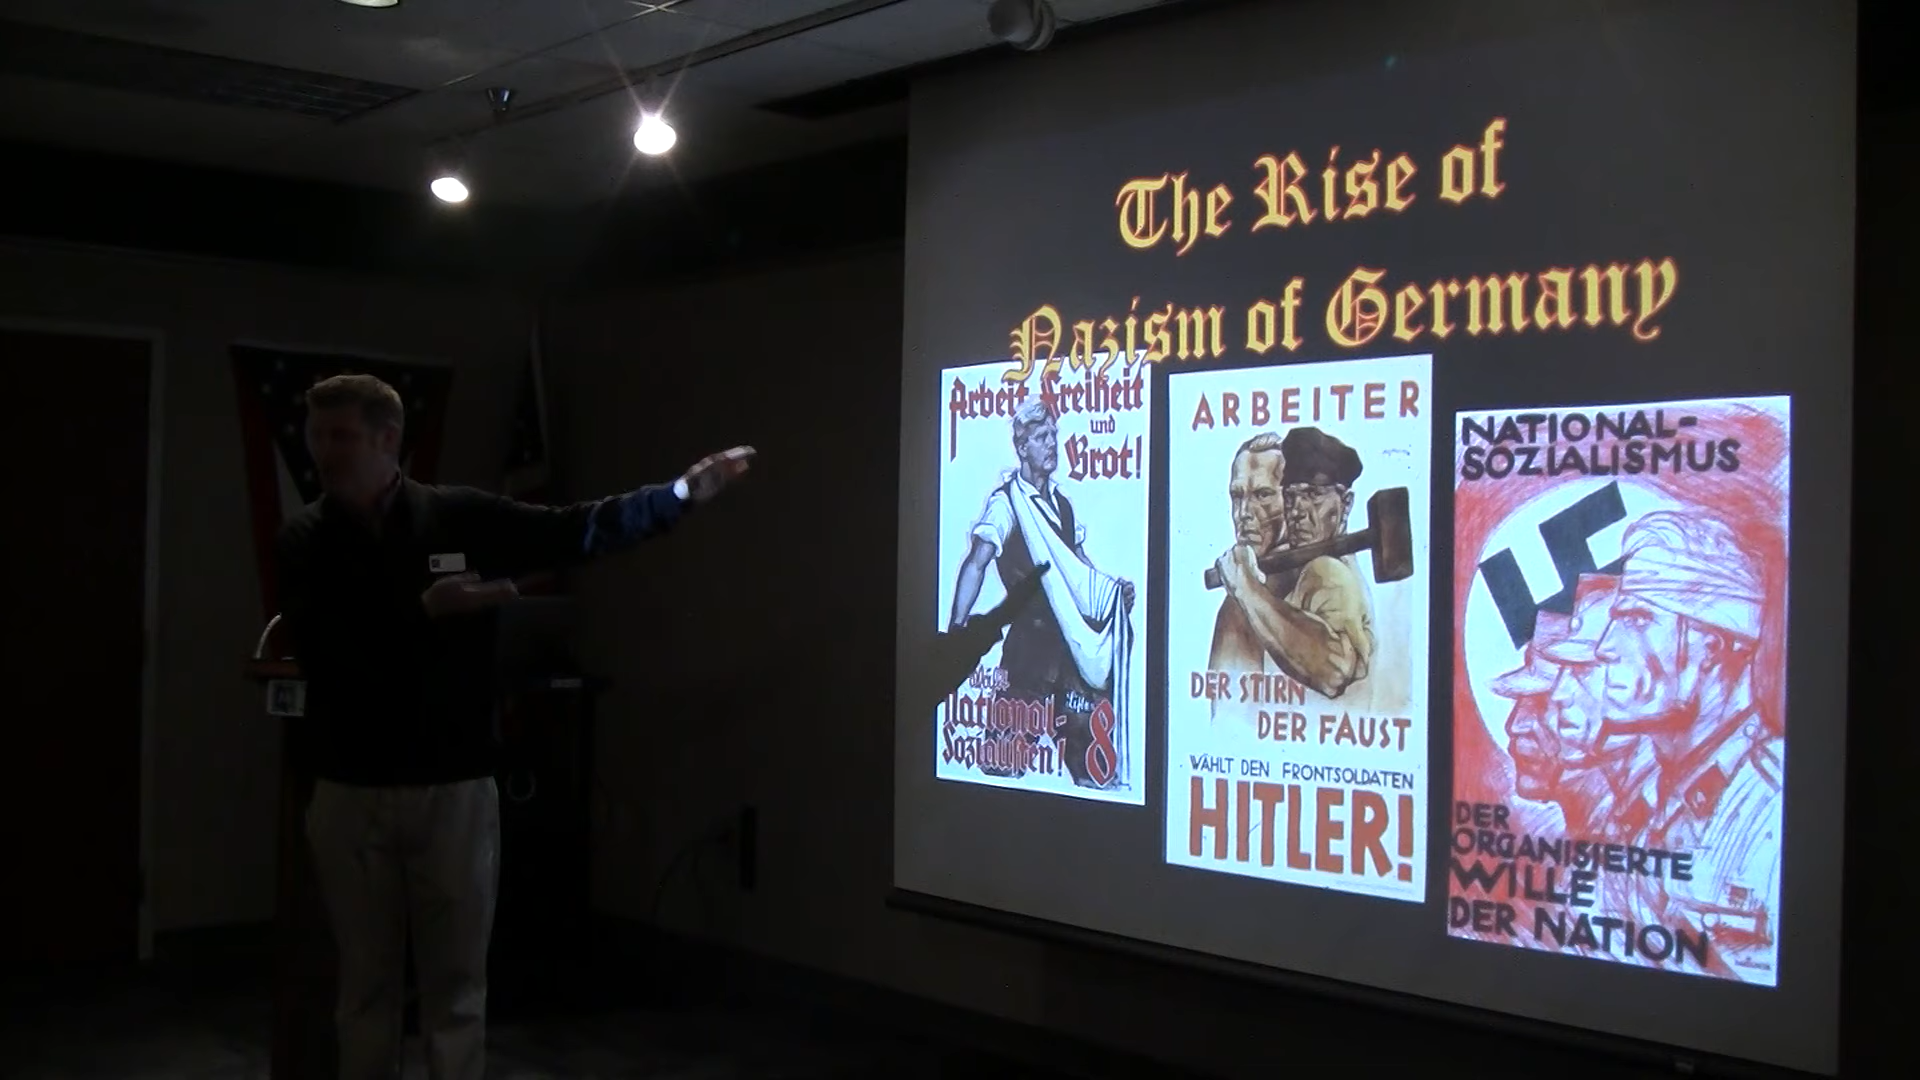 The Rise of
Nazism of Germany
Arbeit Freiheit
und
Brot!
National-
Sozialisten!
Liste
8
ARBEITER
DER STIRN
DER FAUST
WÄHLT DEN FRONTSOLDATEN
HITLER!
NATIONAL-
SOZIALISMUS
DER
ORGANISIERTE
WILLE
DER NATION